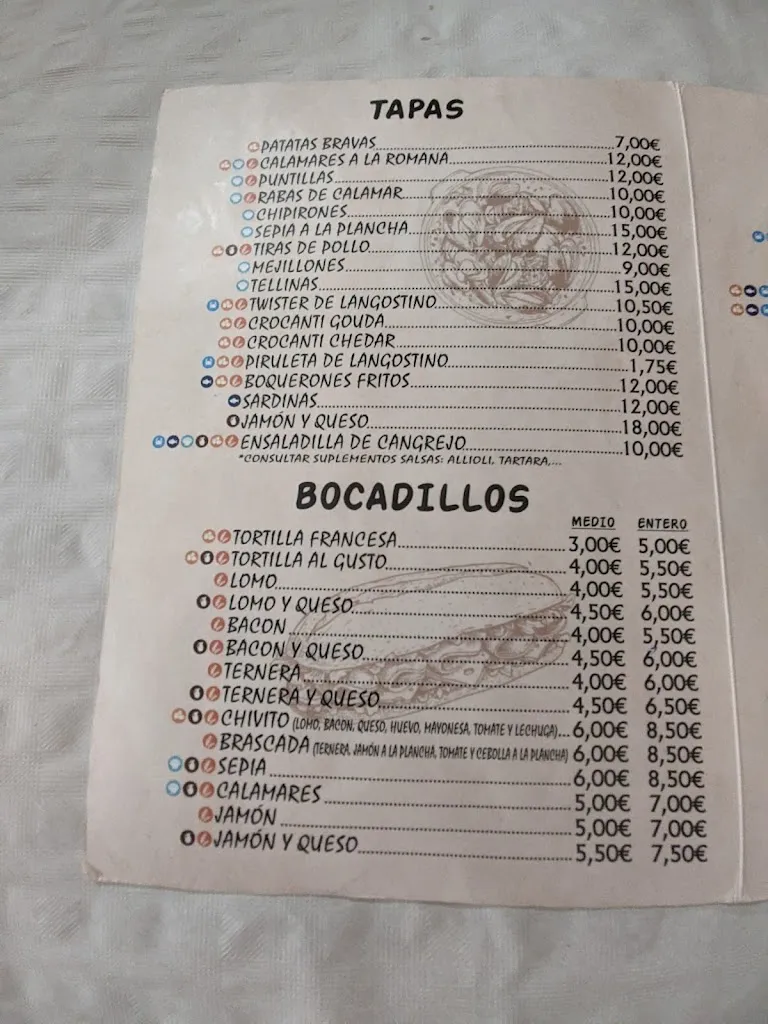 TAPAS
PATATAS BRAVAS 7,00€
CALAMARES A LA ROMANA 12,00€
PUNTILLAS 12,00€
RABAS DE CALAMAR 10,00€
CHIPIRONES 10,00€
SEPIA A LA PLANCHA 15,00€
TIRAS DE POLLO 12,00€
MEJILLONES 9,00€
TELLINAS 15,00€
TWISTER DE LANGOSTINO 10,50€
CROCANTI GOUDA 10,00€
CROCANTI CHEDAR 10,00€
PIRULETA DE LANGOSTINO 1,75€
BOQUERONES FRITOS 12,00€
SARDINAS 12,00€
JAMÓN Y QUESO 18,00€
ENSALADILLA DE CANGREJO 10,00€
*CONSULTAR SUPLEMENTOS SALSAS: ALLIOLI, TARTARA,...
BOCADILLOS
MEDIO ENTERO
TORTILLA FRANCESA 3,00€ 5,00€
TORTILLA AL GUSTO 4,00€ 5,50€
LOMO 4,00€ 5,50€
LOMO Y QUESO 4,50€ 6,00€
BACON 4,00€ 5,50€
BACON Y QUESO 4,50€ 6,00€
TERNERA 4,00€ 6,00€
TERNERA Y QUESO 4,50€ 6,50€
CHIVITO (LOMO, BACON, QUESO, HUEVO, MAYONESA, TOMATE Y LECHUGA)... 6,00€ 8,50€
BRASCADA (TERNERA, JAMÓN A LA PLANCHA, TOMATE Y CEBOLLA A LA PLANCHA) 6,00€ 8,50€
SEPIA 6,00€ 8,50€
CALAMARES 5,00€ 7,00€
JAMÓN 5,00€ 7,00€
JAMÓN Y QUESO 5,50€ 7,50€